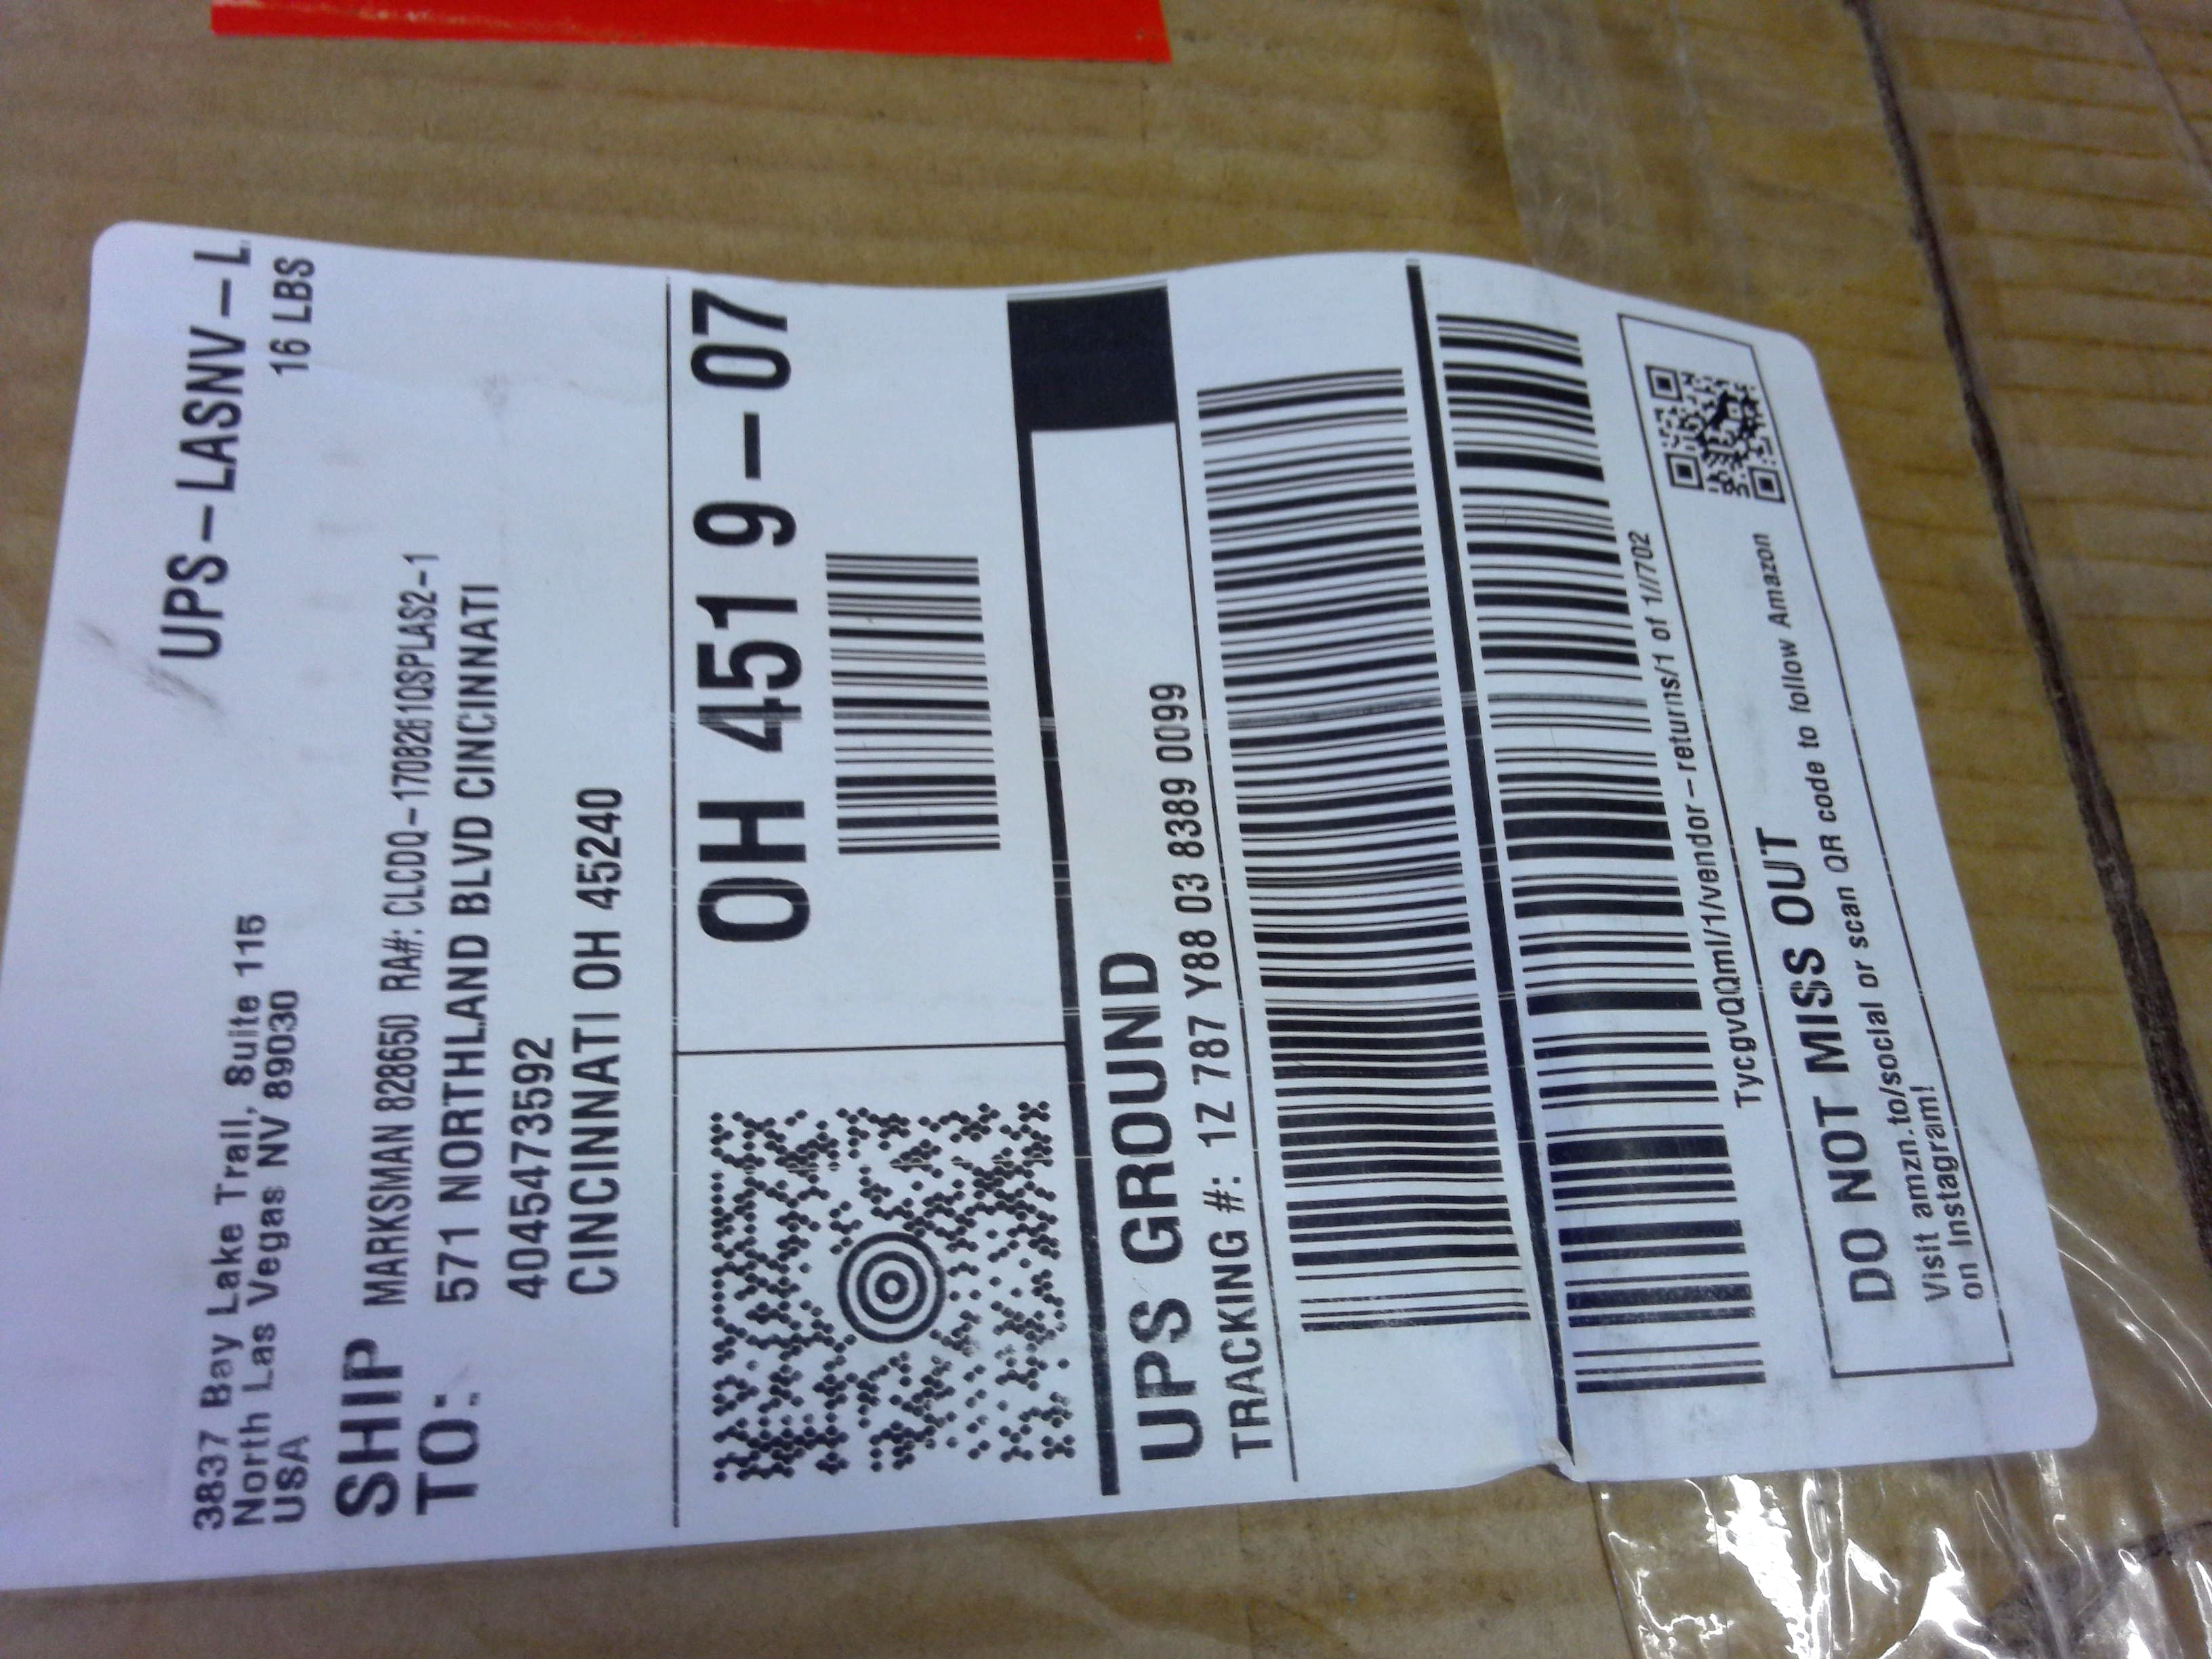 UPS-LASNV-L
16 LBS
3837 Bay Lake Trail, Suite 115
North Las Vegas NV 89030
USA
SHIP
TO:
MARKSMAN 828650 RA#: CLCDQ-1708261QSPLAS2-1
571 NORTHLAND BLVD CINCINNATI
4045473592
CINCINNATI OH 45240
OH 451 9-07
UPS GROUND
TRACKING #: 1Z 787 Y88 03 8389 0099
TycgvQQml/1/vendor-returns/1 of 1//702
DO NOT MISS OUT
Visit amzn.to/social or scan QR code to follow Amazon
on Instagram!